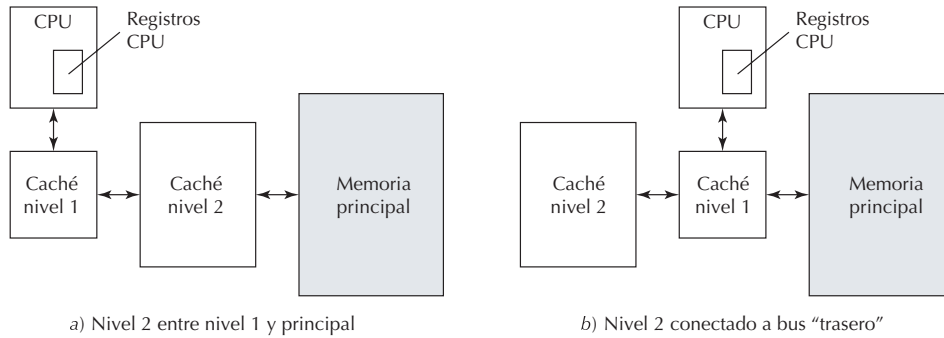 CPU
Registros
CPU
Caché
nivel 1
Caché
nivel 2
Memoria
principal
a) Nivel 2 entre nivel 1 y principal
CPU
Registros
CPU
Caché
nivel 2
Caché
nivel 1
Memoria
principal
b) Nivel 2 conectado a bus “trasero”